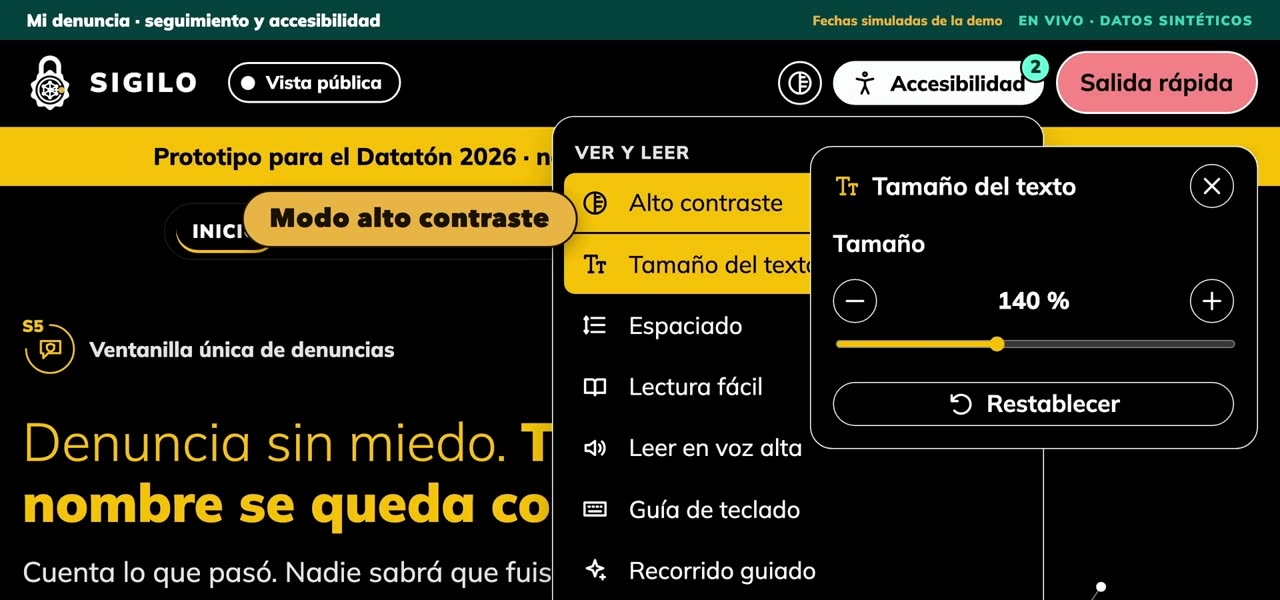 Mi denuncia · seguimiento y accesibilidad
Fechas simuladas de la demo
EN VIVO · DATOS SINTÉTICOS
SIGILO
Vista pública
Accesibilidad
2
Salida rápida
Prototipo para el Datatón 2026 ·
VER Y LEER
Alto contraste
Tamaño del texto
Espaciado
Lectura fácil
Leer en voz alta
Guía de teclado
Recorrido guiado
Tamaño del texto
Tamaño
140 %
Restablecer
Modo alto contraste
S5
Ventanilla única de denuncias
Denuncia sin miedo.
nombre se queda
Cuenta lo que pasó. Nadie sabrá que